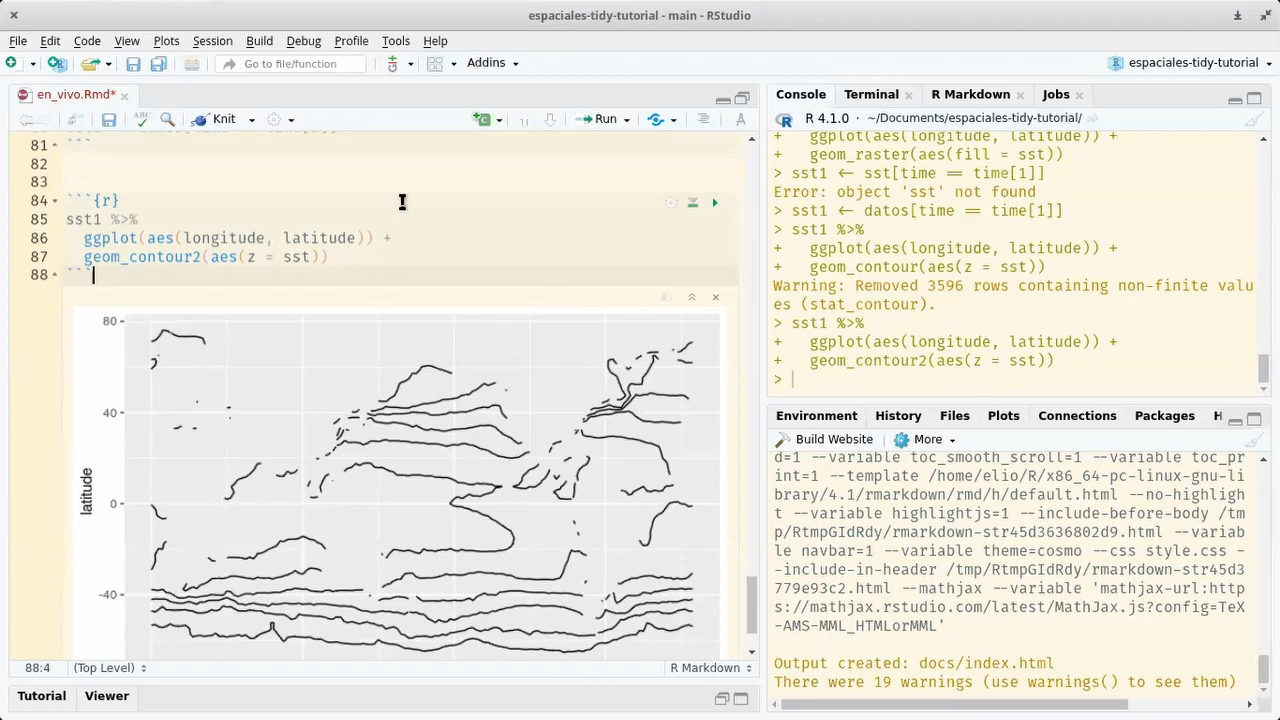 espaciales-tidy-tutorial - main - RStudio
File Edit Code View Plots Session Build Debug Profile Tools Help
Go to file/function Addins espaciales-tidy-tutorial
en_vivo.Rmd*
Knit Run
81 ```
82
83
84 ```{r}
85 sst1 %>%
86 ggplot(aes(longitude, latitude)) +
87 geom_contour2(aes(z = sst))
88 ```
80
40
0
-40
latitude
88:4 (Top Level) R Markdown
Tutorial Viewer
Console Terminal R Markdown Jobs
R 4.1.0 · ~/Documents/espaciales-tidy-tutorial/
+ ggplot(aes(longitude, latitude)) +
+ geom_raster(aes(fill = sst))
> sst1 <- sst[time == time[1]]
Error: object 'sst' not found
> sst1 <- datos[time == time[1]]
> sst1 %>%
+ ggplot(aes(longitude, latitude)) +
+ geom_contour(aes(z = sst))
Warning: Removed 3596 rows containing non-finite valu
es (stat_contour).
> sst1 %>%
+ ggplot(aes(longitude, latitude)) +
+ geom_contour2(aes(z = sst))
>
Environment History Files Plots Connections Packages H
Build Website More
d=1 --variable toc_smooth_scroll=1 --variable toc_pr
int=1 --template /home/elio/R/x86_64-pc-linux-gnu-li
brary/4.1/rmarkdown/rmd/h/default.html --no-highligh
t --variable highlightjs=1 --include-before-body /tm
p/RtmpGIdRdy/rmarkdown-str45d3636802d9.html --variab
le navbar=1 --variable theme=cosmo --css style.css -
-include-in-header /tmp/RtmpGIdRdy/rmarkdown-str45d3
779e93c2.html --mathjax --variable 'mathjax-url:http
s://mathjax.rstudio.com/latest/MathJax.js?config=TeX
-AMS-MML_HTMLorMML'
Output created: docs/index.html
There were 19 warnings (use warnings() to see them)